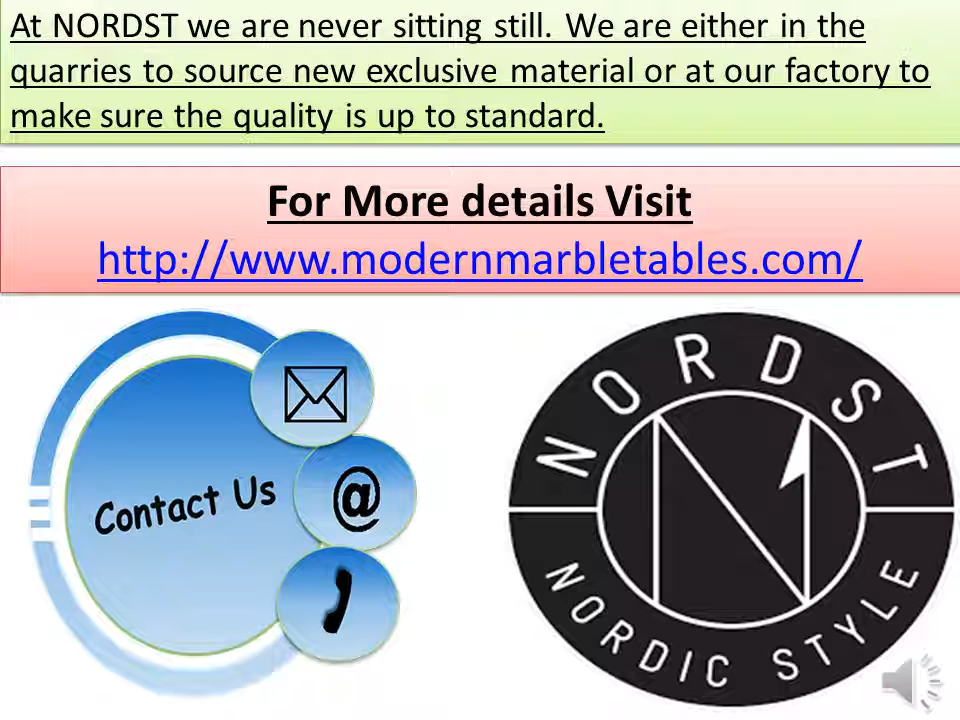 At NORDST we are never sitting still. We are either in the
quarries to source new exclusive material or at our factory to
make sure the quality is up to standard.
For More details Visit
http://www.modernmarbletables.com/
Contact Us
@
NORDST
N
NORDIC STYLE